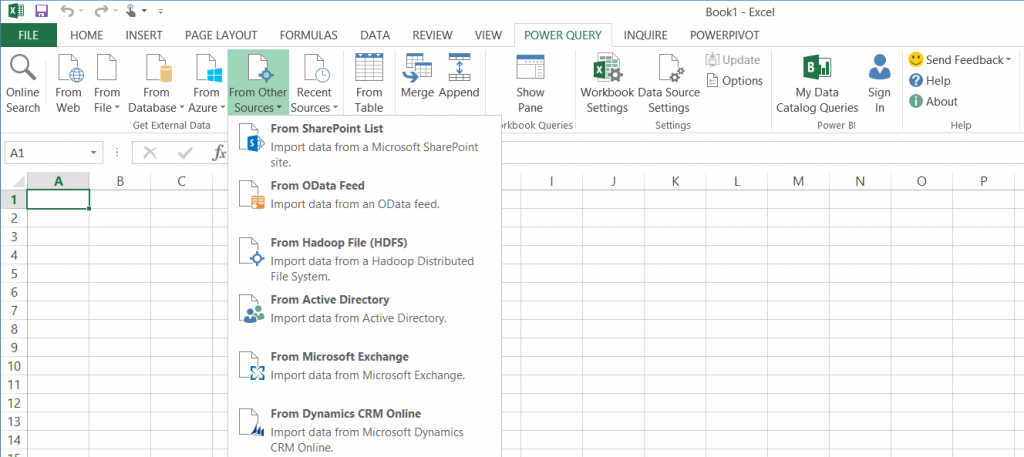 Book1 - Excel
FILE HOME INSERT PAGE LAYOUT FORMULAS DATA REVIEW VIEW POWER QUERY INQUIRE POWERPIVOT
Online Search
From Web
From File
From Database
From Azure
From Other Sources
Recent Sources
From Table
Merge
Append
Show Pane
Workbook Settings
Data Source Settings
Update
Options
My Data Catalog Queries
Sign In
Send Feedback
Help
About
Get External Data
rkbook Queries
Settings
Power BI
Help
A1
fx
A B C I J K L M N O P
1
2
3
4
5
6
7
8
9
10
11
12
13
14
From SharePoint List
Import data from a Microsoft SharePoint
site.
From OData Feed
Import data from an OData feed.
From Hadoop File (HDFS)
Import data from a Hadoop Distributed
File System.
From Active Directory
Import data from Active Directory.
From Microsoft Exchange
Import data from Microsoft Exchange.
From Dynamics CRM Online
Import data from Microsoft Dynamics
CRM Online.